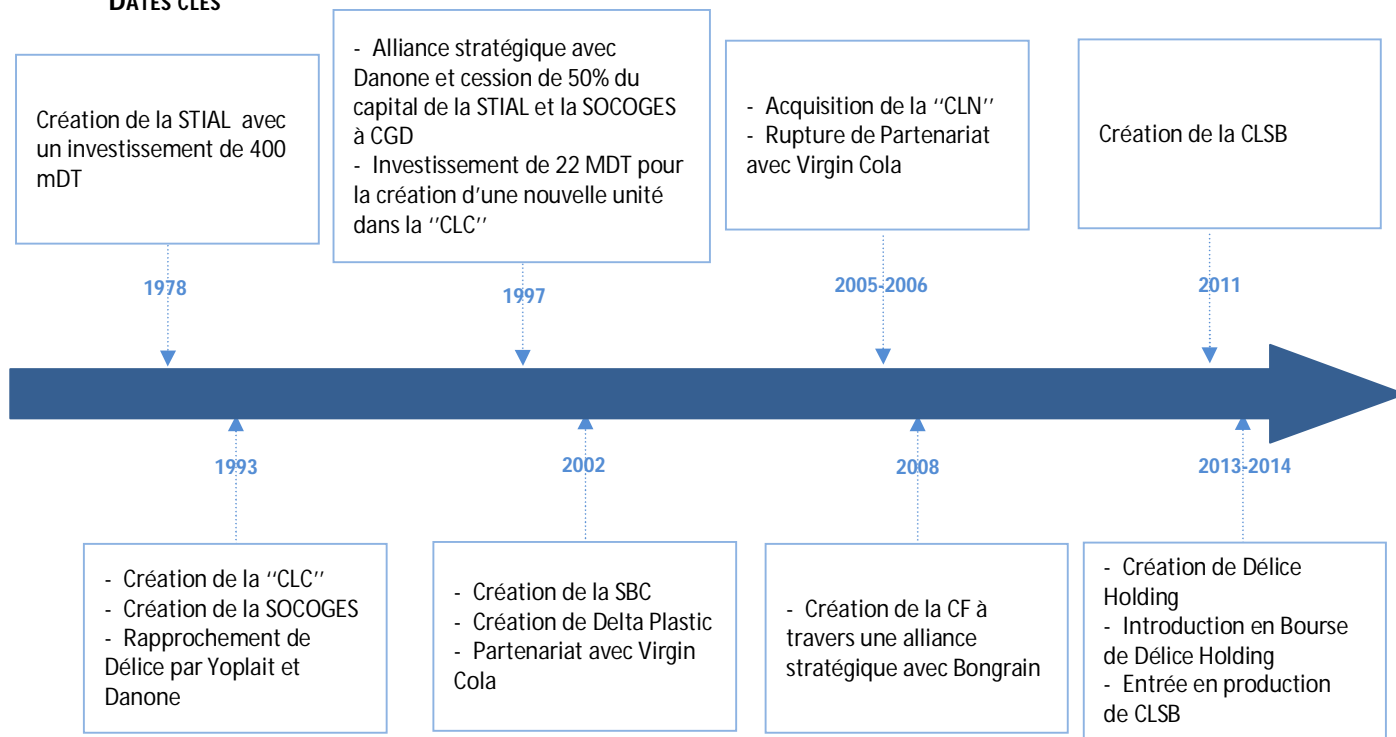 DATES CLÉS
Création de la STIAL avec
un investissement de 400
mDT
- Alliance stratégique avec
Danone et cession de 50% du
capital de la STIAL et la SOCOGES
à CGD
- Investissement de 22 MDT pour
la création d’une nouvelle unité
dans la ‘‘CLC’’
- Acquisition de la ‘‘CLN’’
- Rupture de Partenariat
avec Virgin Cola
Création de la CLSB
1978
1997
2005-2006
2011
1993
2002
2008
2013-2014
- Création de la ‘‘CLC’’
- Création de la SOCOGES
- Rapprochement de
Délice par Yoplait et
Danone
- Création de la SBC
- Création de Delta Plastic
- Partenariat avec Virgin
Cola
- Création de la CF à
travers une alliance
stratégique avec Bongrain
- Création de Délice
Holding
- Introduction en Bourse
de Délice Holding
- Entrée en production
de CLSB